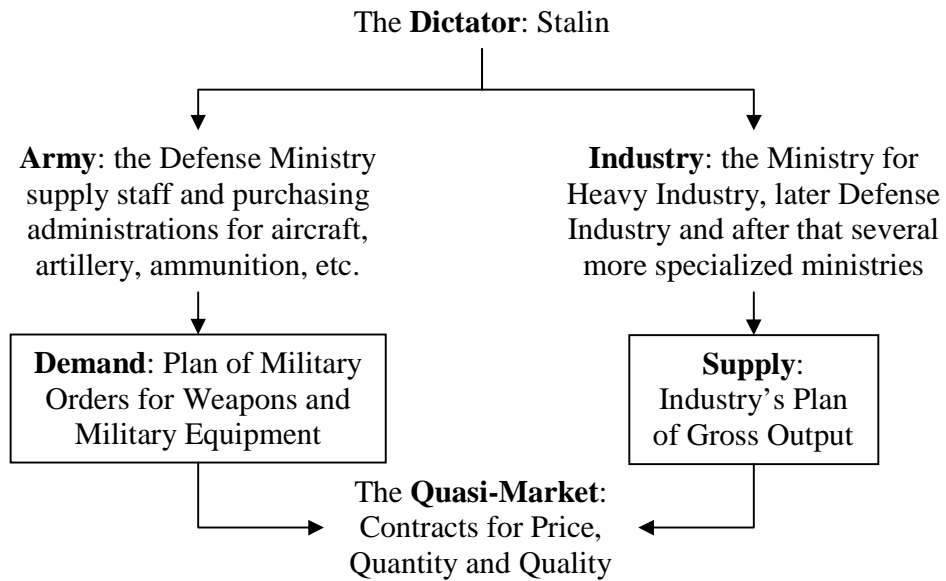 The Dictator: Stalin
Army: the Defense Ministry
supply staff and purchasing
administrations for aircraft,
artillery, ammunition, etc.
Industry: the Ministry for
Heavy Industry, later Defense
Industry and after that several
more specialized ministries
Demand: Plan of Military
Orders for Weapons and
Military Equipment
Supply:
Industry’s Plan
of Gross Output
The Quasi-Market:
Contracts for Price,
Quantity and Quality